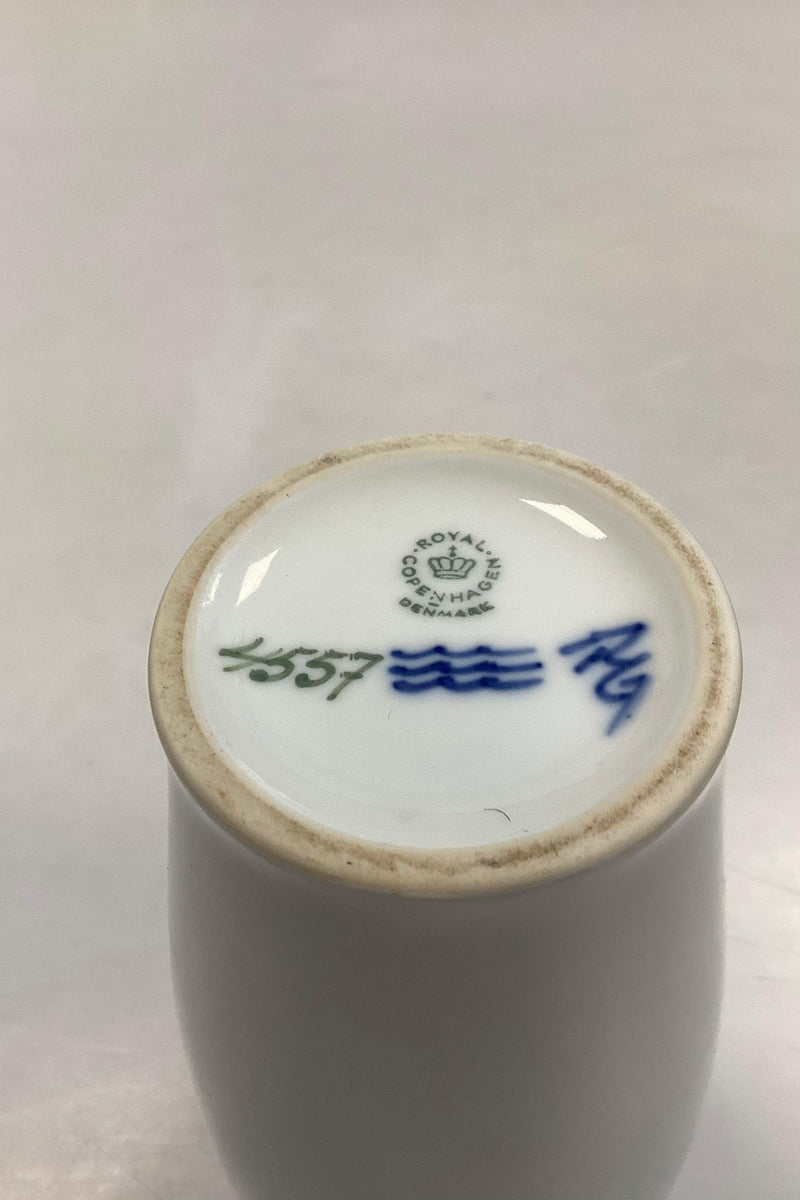 ROYAL
COPENHAGEN
DENMARK
4557